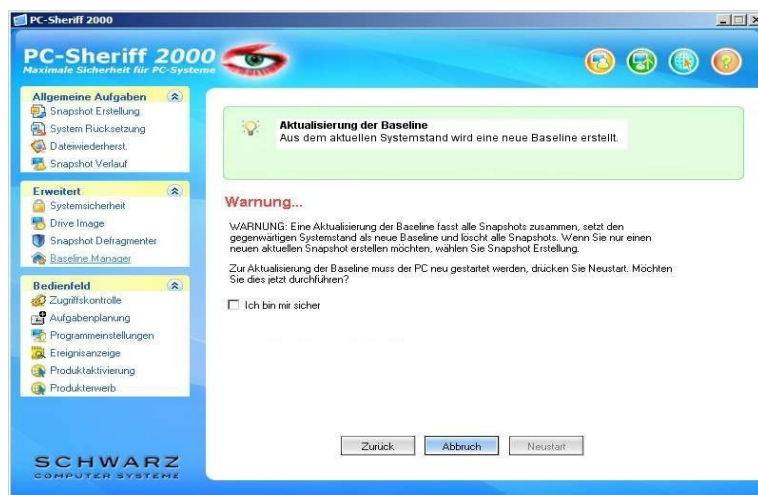 PC-Sheriff 2000
PC-Sheriff 2000
Maximale Sicherheit für PC-Systeme
Allgemeine Aufgaben
Snapshot Erstellung
System Rücksetzung
Dateiwiederherst.
Snapshot Verlauf
Erweitert
Systemsicherheit
Drive Image
Snapshot Defragmenter
Baseline Manager
Bedienfeld
Zugriffskontrolle
Aufgabenplanung
Programmeinstellungen
Ereignisanzeige
Produktaktivierung
Produkterwerb
SCHWARZ
COMPUTER SYSTEME
Aktualisierung der Baseline
Aus dem aktuellen Systemstand wird eine neue Baseline erstellt.
Warnung...
WARNUNG: Eine Aktualisierung der Baseline fasst alle Snapshots zusammen, setzt den
gegenwärtigen Systemstand als neue Baseline und löscht alle Snapshots. Wenn Sie nur einen
neuen aktuellen Snapshot erstellen möchten, wählen Sie Snapshot Erstellung.
Zur Aktualisierung der Baseline muss der PC neu gestartet werden, drücken Sie Neustart. Möchten
Sie dies jetzt durchführen?
Ich bin mir sicher
Zurück
Abbruch
Neustart